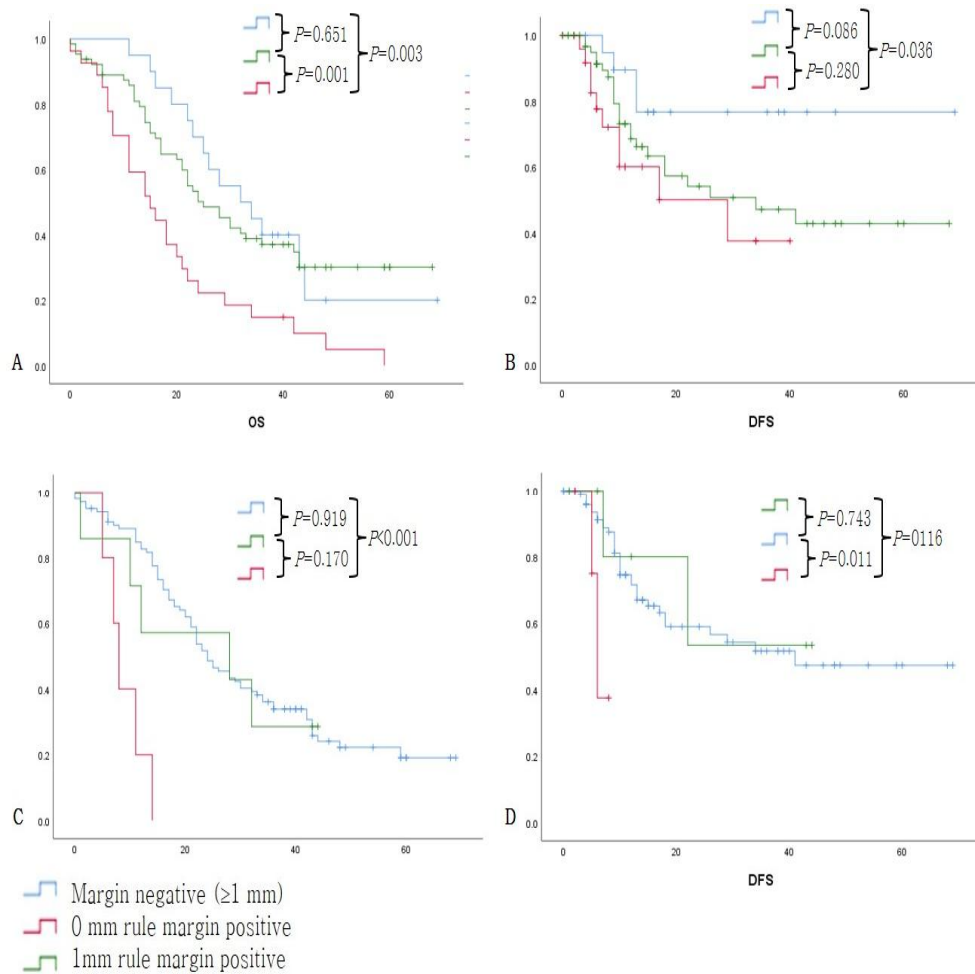 1.0
0.8
0.6
0.4
0.2
0.0
0
20
40
60
OS
A
P=0.651
P=0.001
P=0.003
1.0
0.8
0.6
0.4
0.2
0.0
0
20
40
60
DFS
B
P=0.086
P=0.280
P=0.036
1.0
0.8
0.6
0.4
0.2
0.0
0
20
40
60
C
P=0.919
P=0.170
P<0.001
1.0
0.8
0.6
0.4
0.2
0.0
0
20
40
60
DFS
D
P=0.743
P=0.011
P=0116
Margin negative (≥1 mm)
0 mm rule margin positive
1mm rule margin positive